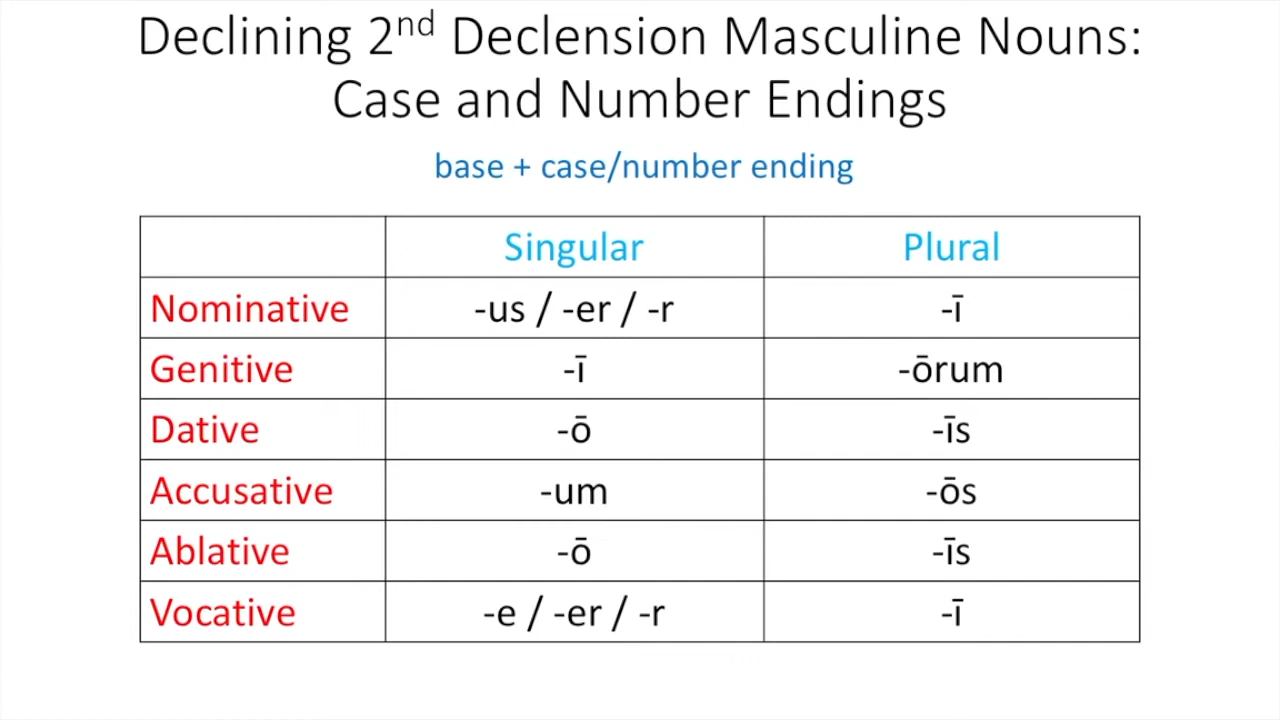 Declining 2nd Declension Masculine Nouns:
Case and Number Endings
base + case/number ending
Singular Plural
Nominative -us / -er / -r -ī
Genitive -ī -ōrum
Dative -ō -īs
Accusative -um -ōs
Ablative -ō -īs
Vocative -e / -er / -r -ī